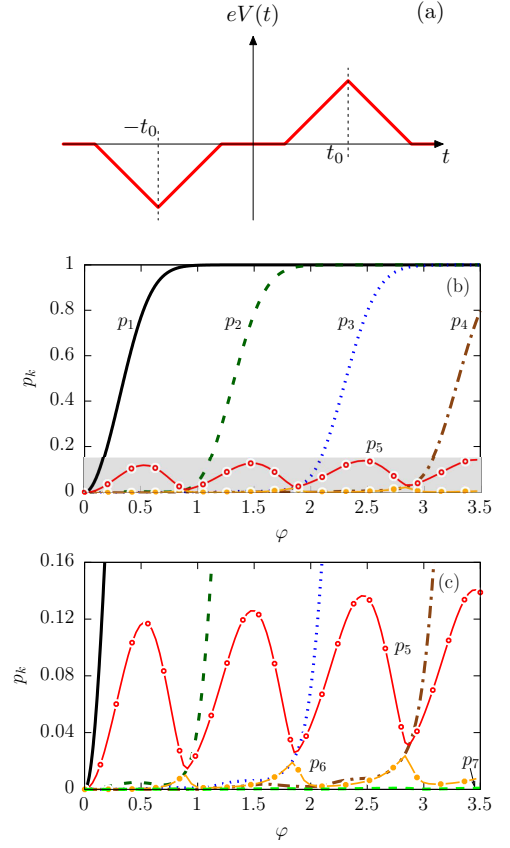 eV(t) (a)
−t₀
t₀ t
1
0.8
0.6
0.4
0.2
0
pₖ
(b)
p₁ p₂ p₃ p₄
p₅
0 0.5 1 1.5 2 2.5 3 3.5
φ
0.16
0.12
0.08
0.04
0
pₖ
(c)
p₅
p₆ p₇
0 0.5 1 1.5 2 2.5 3 3.5
φ